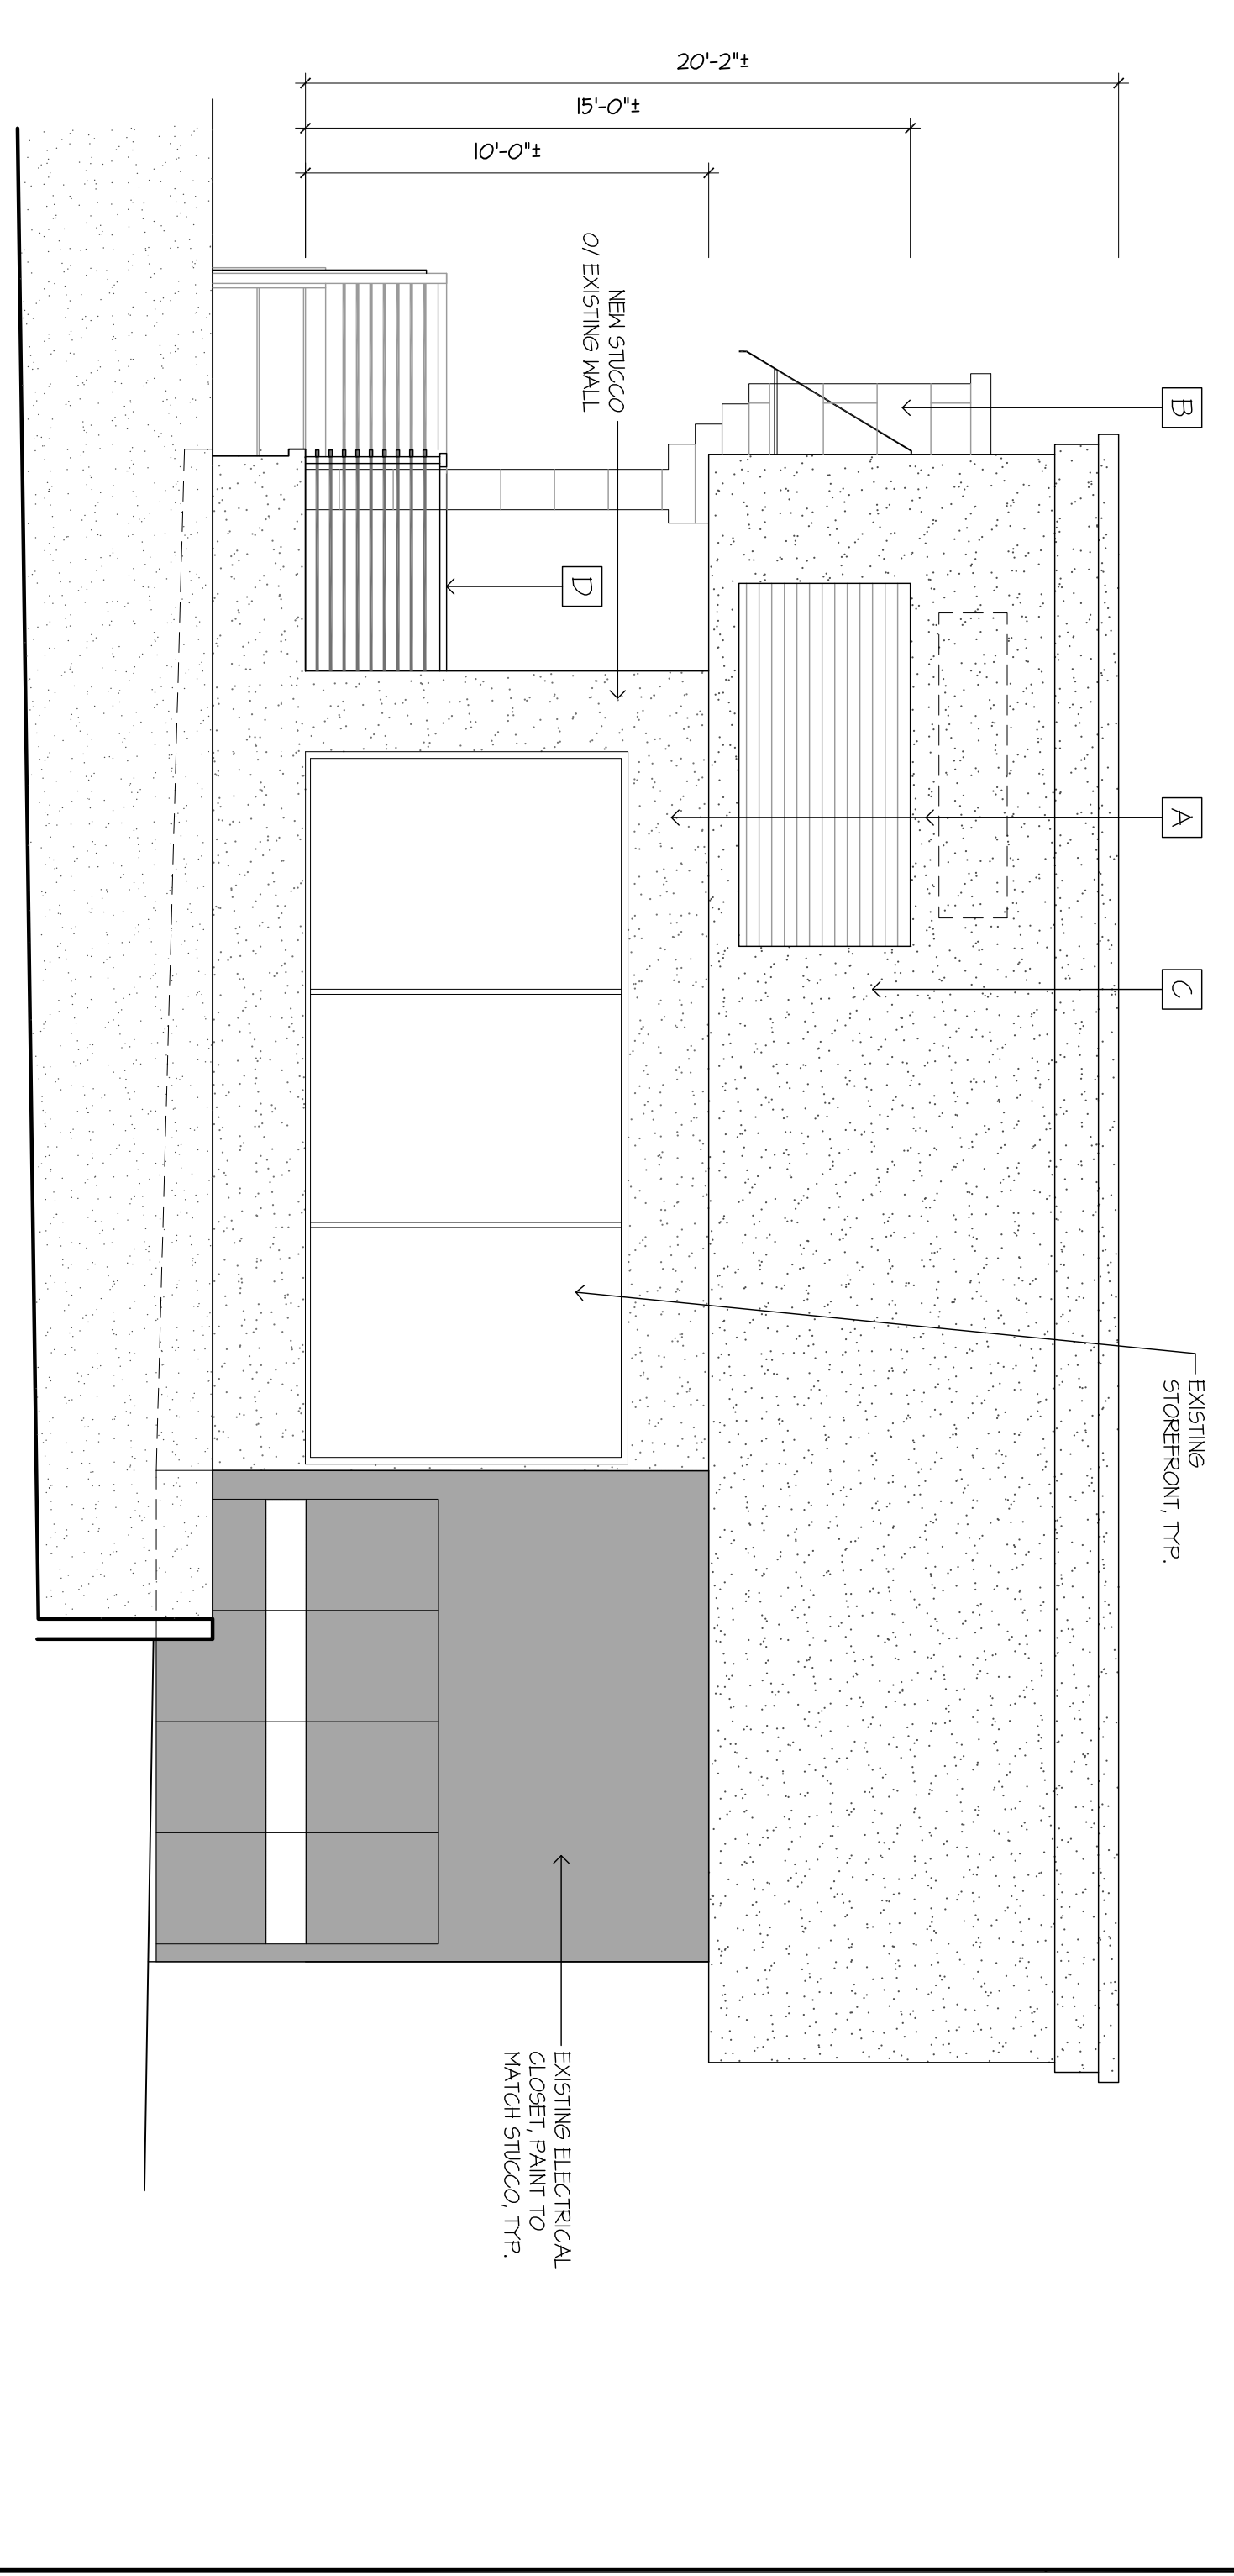 20'-2"±
15'-0"±
10'-0"±
B
A
C
EXISTING
STOREFRONT, TYP.
NEW STUCCO
O/ EXISTING WALL
D
EXISTING ELECTRICAL
CLOSET, PAINT TO
MATCH STUCCO, TYP.